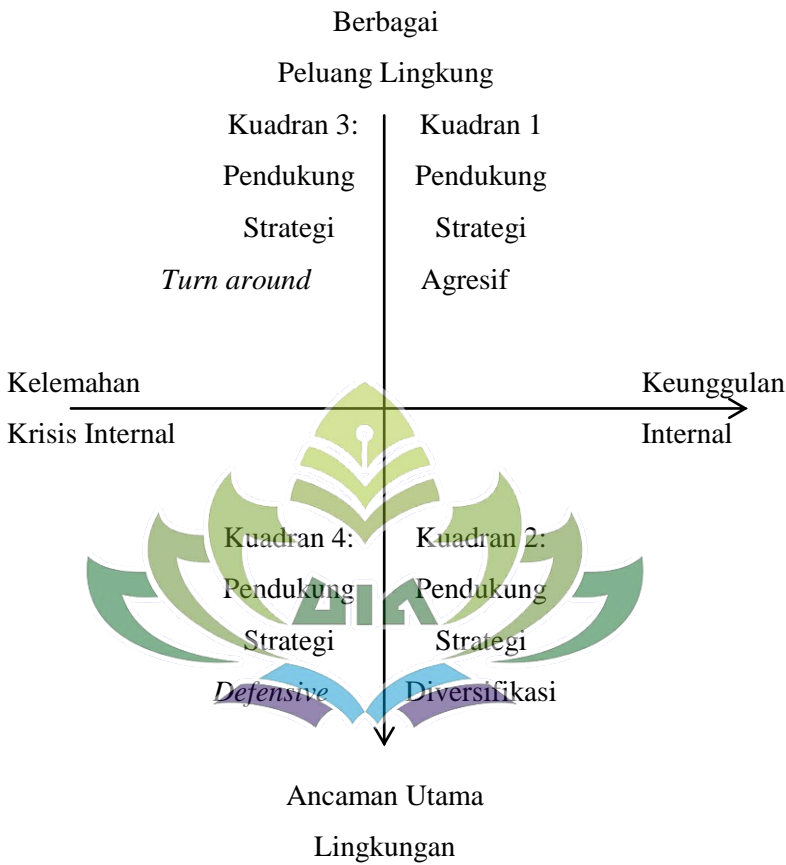 Berbagai
Peluang Lingkung
Kuadran 3:
Pendukung
Strategi
Turn around
Kuadran 1
Pendukung
Strategi
Agresif
Kelemahan
Krisis Internal
Keunggulan
Internal
Kuadran 4:
Pendukung
Strategi
Defensive
Kuadran 2:
Pendukung
Strategi
Diversifikasi
Ancaman Utama
Lingkungan